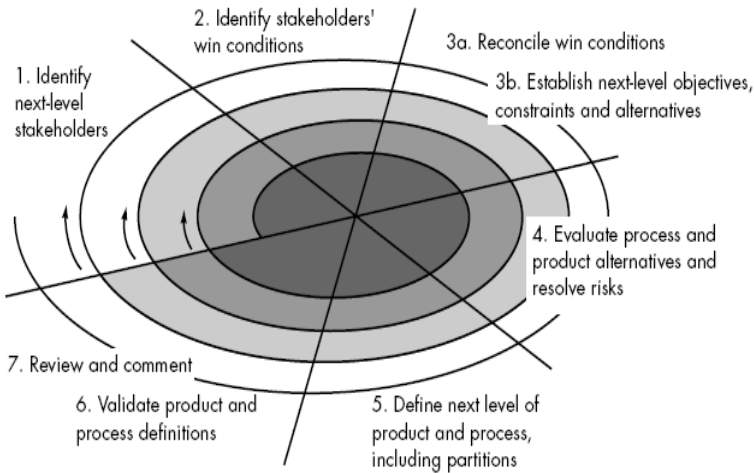 2. Identify stakeholders'
win conditions
3a. Reconcile win conditions
1. Identify
next-level
stakeholders
3b. Establish next-level objectives,
constraints and alternatives
4. Evaluate process and
product alternatives and
resolve risks
7. Review and comment
6. Validate product and
process definitions
5. Define next level of
product and process,
including partitions